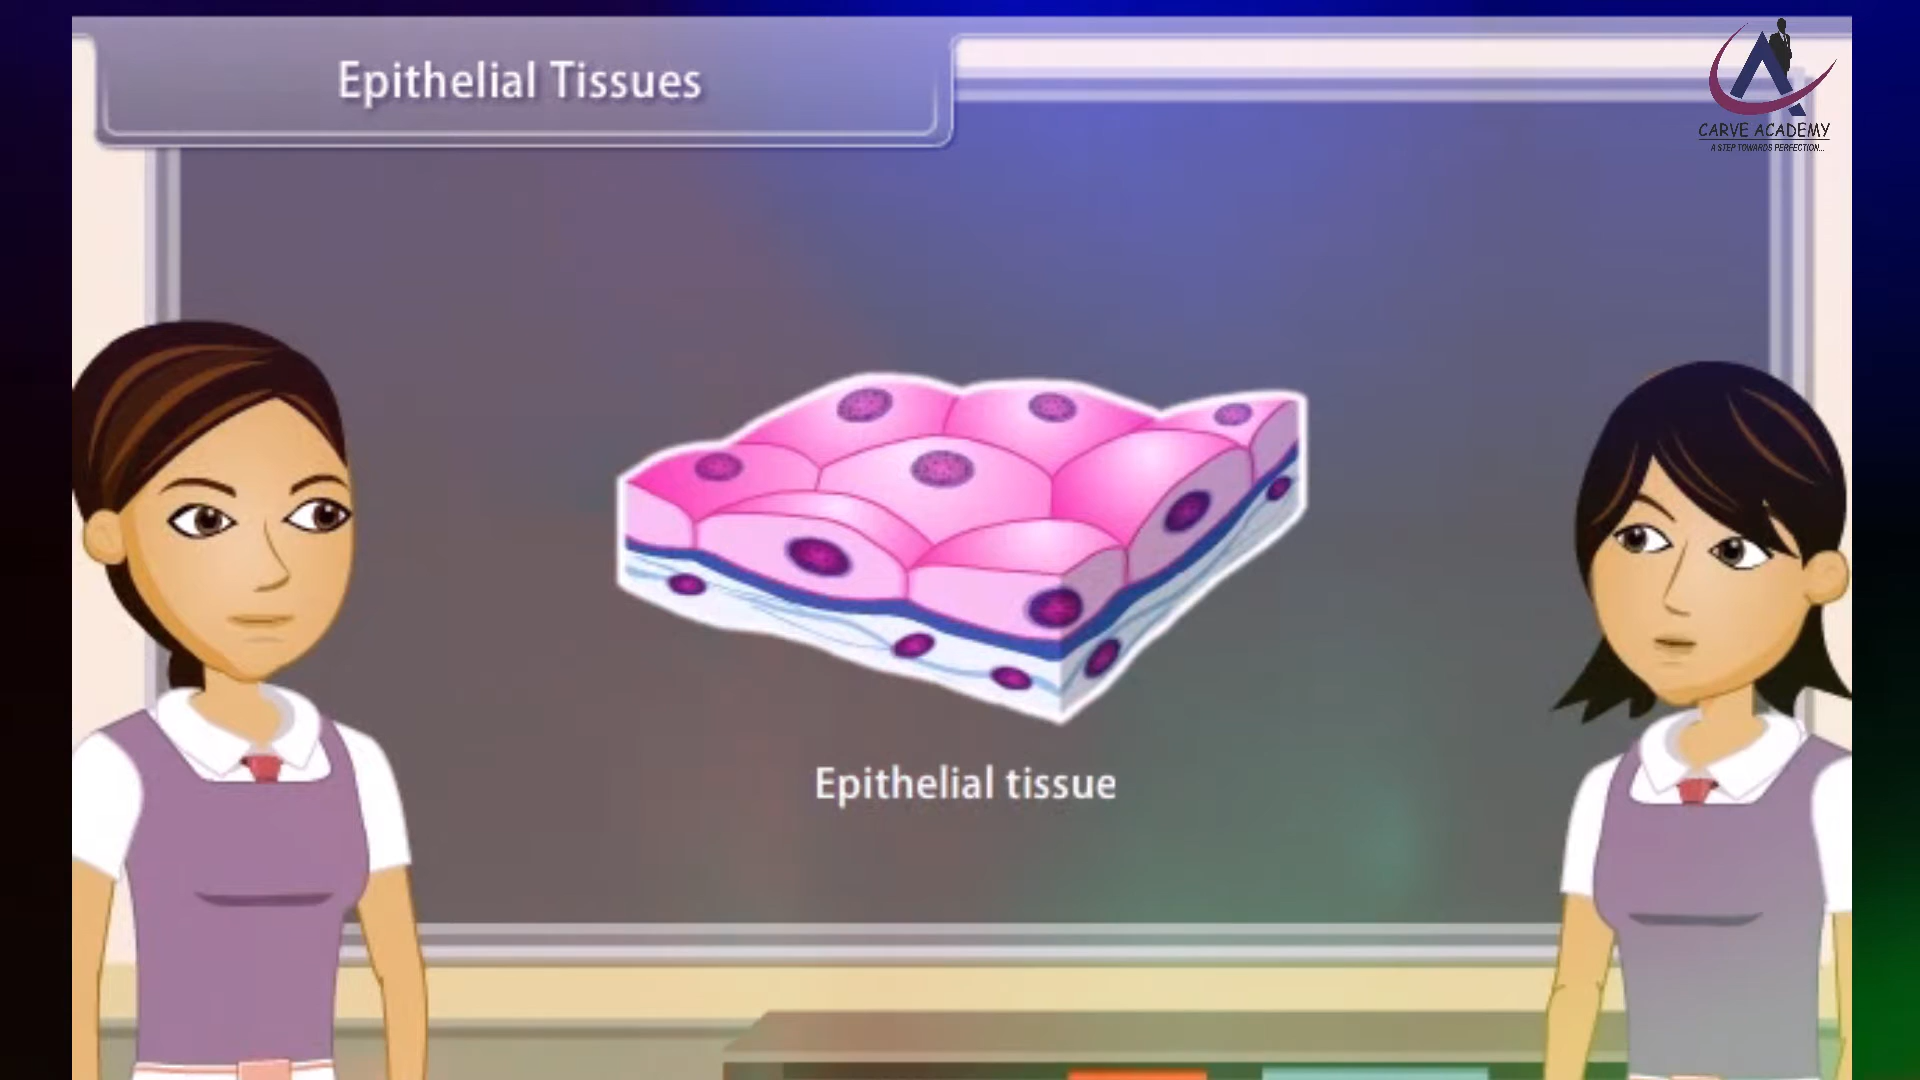 Epithelial Tissues
CARVE ACADEMY
A STEP TOWARDS PERFECTION...
Epithelial tissue